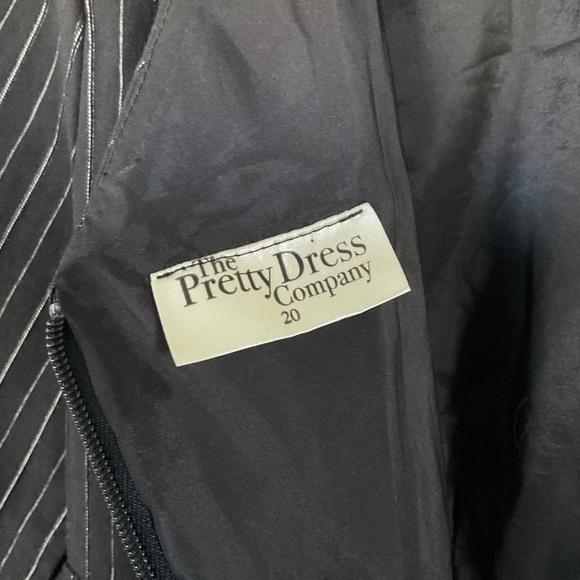 The
Pretty Dress
Company
20